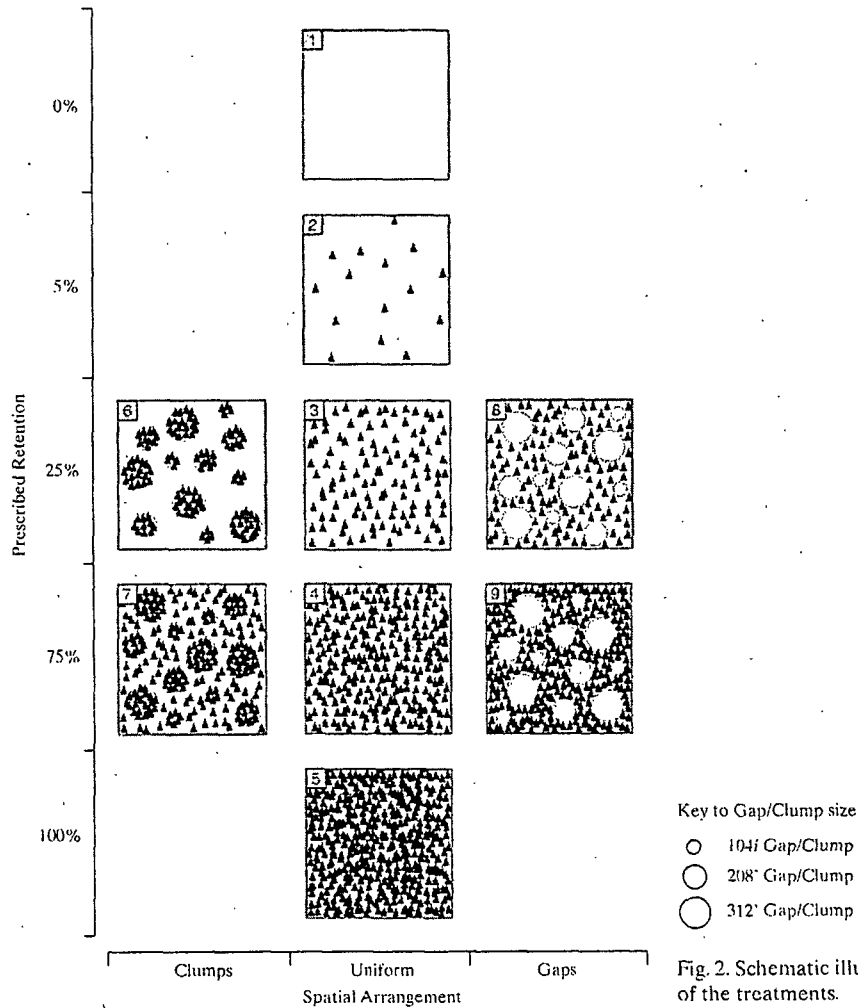 1
0%
2
5%
Prescribed Retention
6
3
8
25%
7
4
9
75%
5
100%
Key to Gap/Clump size
104' Gap/Clump
208' Gap/Clump
312' Gap/Clump
Clumps
Uniform
Gaps
Spatial Arrangement
Fig. 2. Schematic illu
of the treatments.